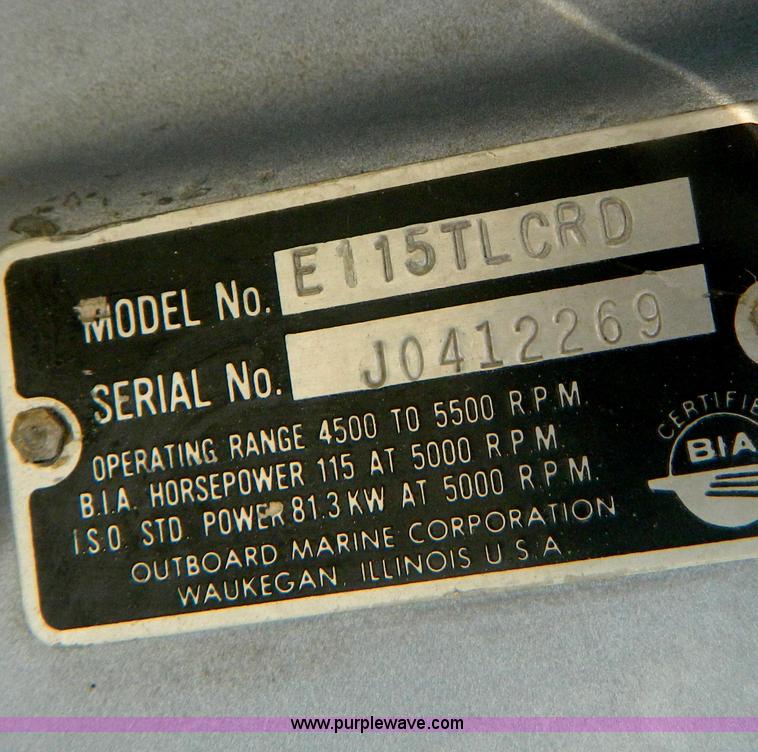 MODEL No. E115TLCRD
SERIAL No. J0412269
OPERATING RANGE 4500 TO 5500 R.P.M.
B.I.A. HORSEPOWER 115 AT 5000 R.P.M.
I.S.O. STD. POWER 81.3 KW AT 5000 R.P.M.
OUTBOARD MARINE CORPORATION
WAUKEGAN, ILLINOIS U.S.A.
CERTIFIE
BIA
www.purplewave.com